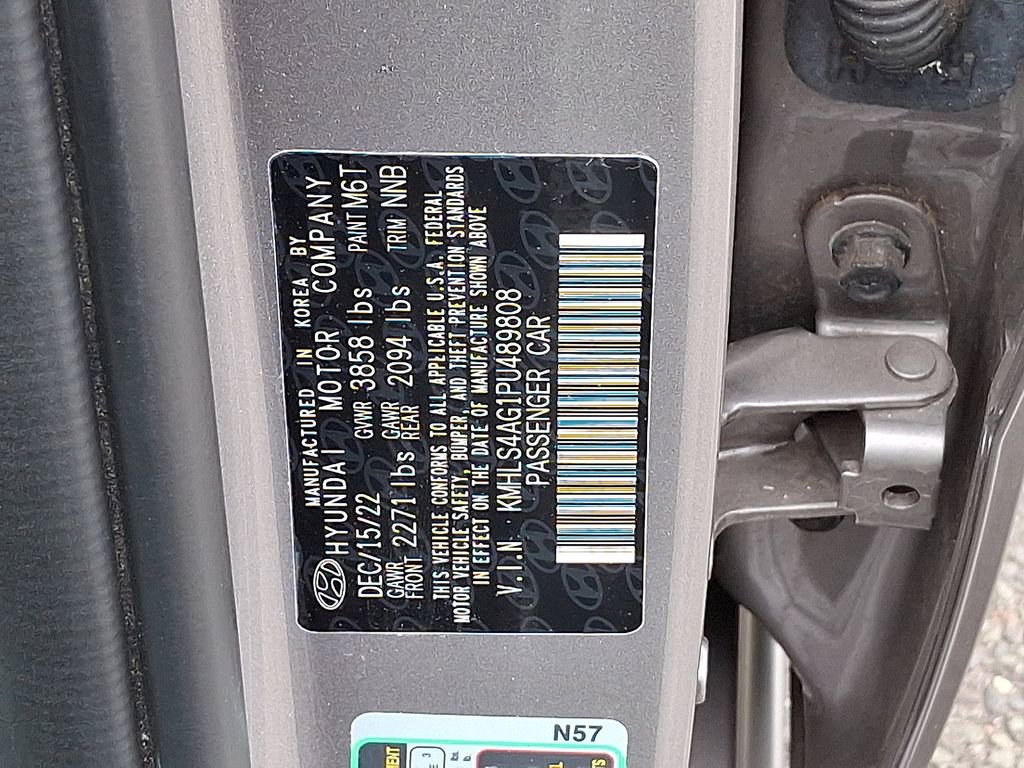 MANUFACTURED IN KOREA BY
HYUNDAI MOTOR COMPANY
DEC/15/22 GVWR 3858 lbs PAINT M6T
GAWR FRONT 2271 lbs GAWR REAR 2094 lbs TRIM NNB
THIS VEHICLE CONFORMS TO ALL APPLICABLE U.S.A. FEDERAL
MOTOR VEHICLE SAFETY, BUMPER, AND THEFT PREVENTION STANDARDS
IN EFFECT ON THE DATE OF MANUFACTURE SHOWN ABOVE
V.I.N KMHLS4AG1PU489808
PASSENGER CAR
N57